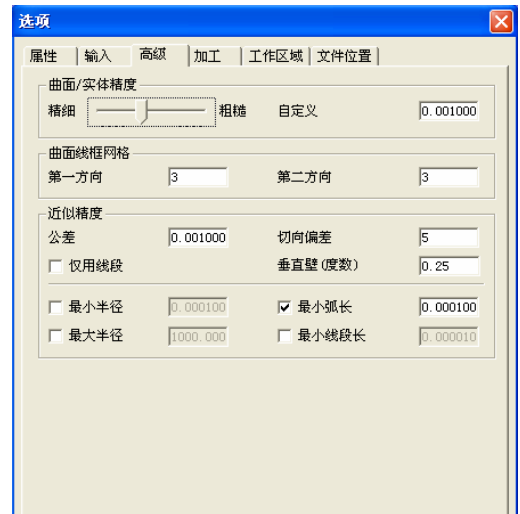 选项
属性 输入 高级 加工 工作区域 文件位置
曲面/实体精度
精细 粗糙 自定义 0.001000
曲面线框网格
第一方向 3 第二方向 3
近似精度
公差 0.001000 切向偏差 5
仅用线段 垂直壁(度数) 0.25
最小半径 0.000100 最小弧长 0.000100
最大半径 1000.000 最小线段长 0.000010